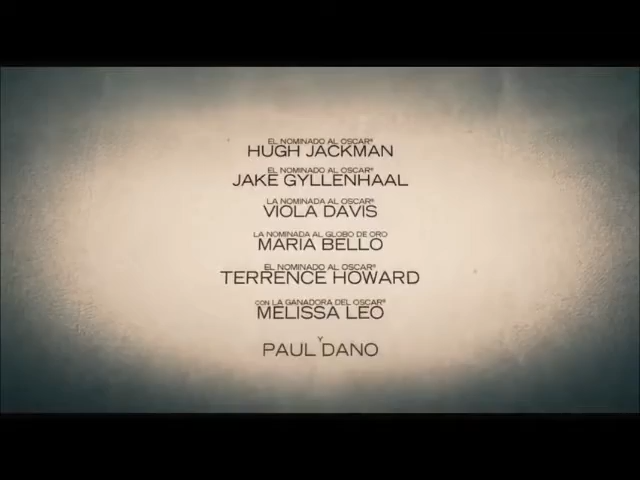 EL NOMINADO AL OSCAR®
HUGH JACKMAN
EL NOMINADO AL OSCAR®
JAKE GYLLENHAAL
LA NOMINADA AL OSCAR®
VIOLA DAVIS
LA NOMINADA AL GLOBO DE ORO
MARIA BELLO
EL NOMINADO AL OSCAR®
TERRENCE HOWARD
CON LA GANADORA DEL OSCAR®
MELISSA LEO
Y
PAUL DANO